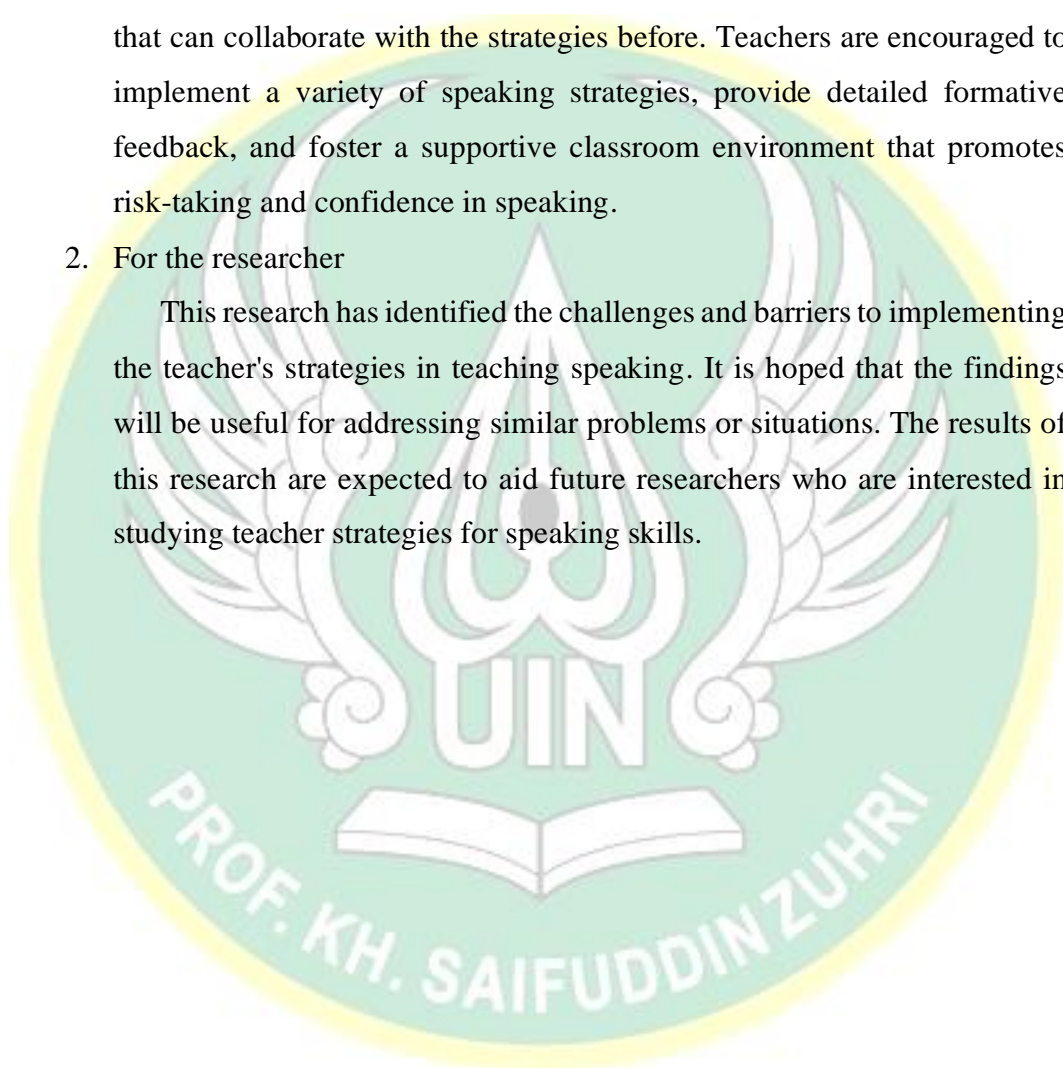 that can collaborate with the strategies before. Teachers are encouraged to
implement a variety of speaking strategies, provide detailed formative
feedback, and foster a supportive classroom environment that promotes
risk-taking and confidence in speaking.
2. For the researcher
This research has identified the challenges and barriers to implementing
the teacher's strategies in teaching speaking. It is hoped that the findings
will be useful for addressing similar problems or situations. The results of
this research are expected to aid future researchers who are interested in
studying teacher strategies for speaking skills.
UIN
PROF. KH. SAIFUDDIN ZUHRI